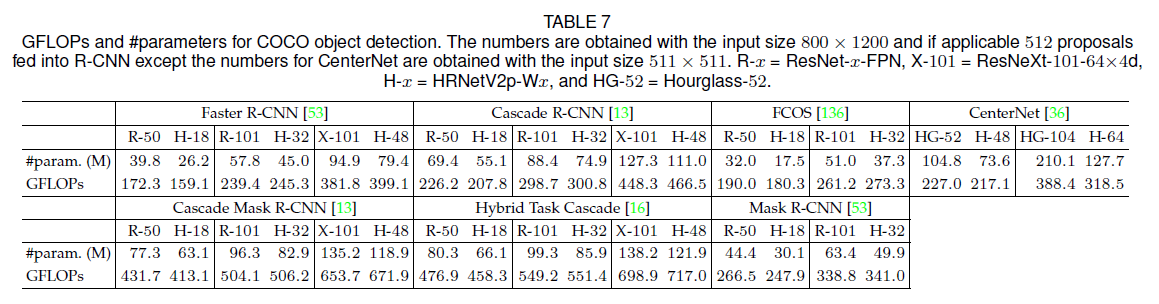 TABLE 7
GFLOPs and #parameters for COCO object detection. The numbers are obtained with the input size 800 × 1200 and if applicable 512 proposals
fed into R-CNN except the numbers for CenterNet are obtained with the input size 511 × 511. R-x = ResNet-x-FPN, X-101 = ResNeXt-101-64×4d,
H-x = HRNetV2p-Wx, and HG-52 = Hourglass-52.
Faster R-CNN [53] Cascade R-CNN [13] FCOS [136] CenterNet [36]
R-50 H-18 R-101 H-32 X-101 H-48 R-50 H-18 R-101 H-32 X-101 H-48 R-50 H-18 R-101 H-32 HG-52 H-48 HG-104 H-64
#param. (M) 39.8 26.2 57.8 45.0 94.9 79.4 69.4 55.1 88.4 74.9 127.3 111.0 32.0 17.5 51.0 37.3 104.8 73.6 210.1 127.7
GFLOPs 172.3 159.1 239.4 245.3 381.8 399.1 226.2 207.8 298.7 300.8 448.3 466.5 190.0 180.3 261.2 273.3 227.0 217.1 388.4 318.5
Cascade Mask R-CNN [13] Hybrid Task Cascade [16] Mask R-CNN [53]
R-50 H-18 R-101 H-32 X-101 H-48 R-50 H-18 R-101 H-32 X-101 H-48 R-50 H-18 R-101 H-32
#param. (M) 77.3 63.1 96.3 82.9 135.2 118.9 80.3 66.1 99.3 85.9 138.2 121.9 44.4 30.1 63.4 49.9
GFLOPs 431.7 413.1 504.1 506.2 653.7 671.9 476.9 458.3 549.2 551.4 698.9 717.0 266.5 247.9 338.8 341.0